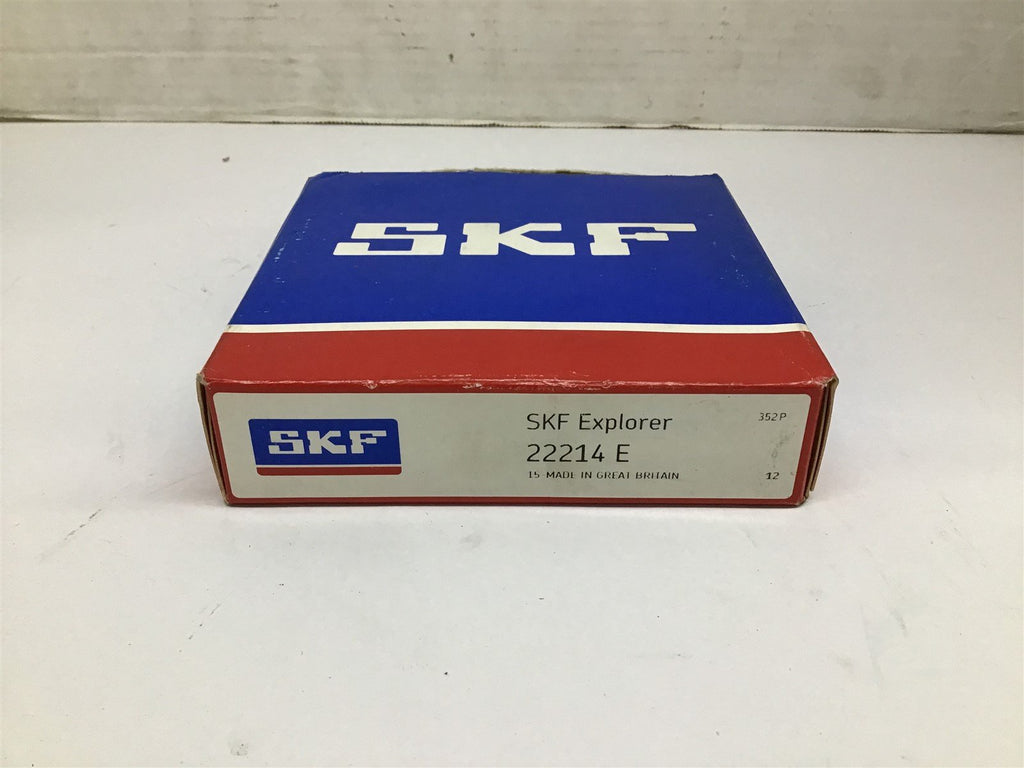 SKF
SKF
SKF Explorer
352P
22214 E
15-MADE IN GREAT BRITAIN
12